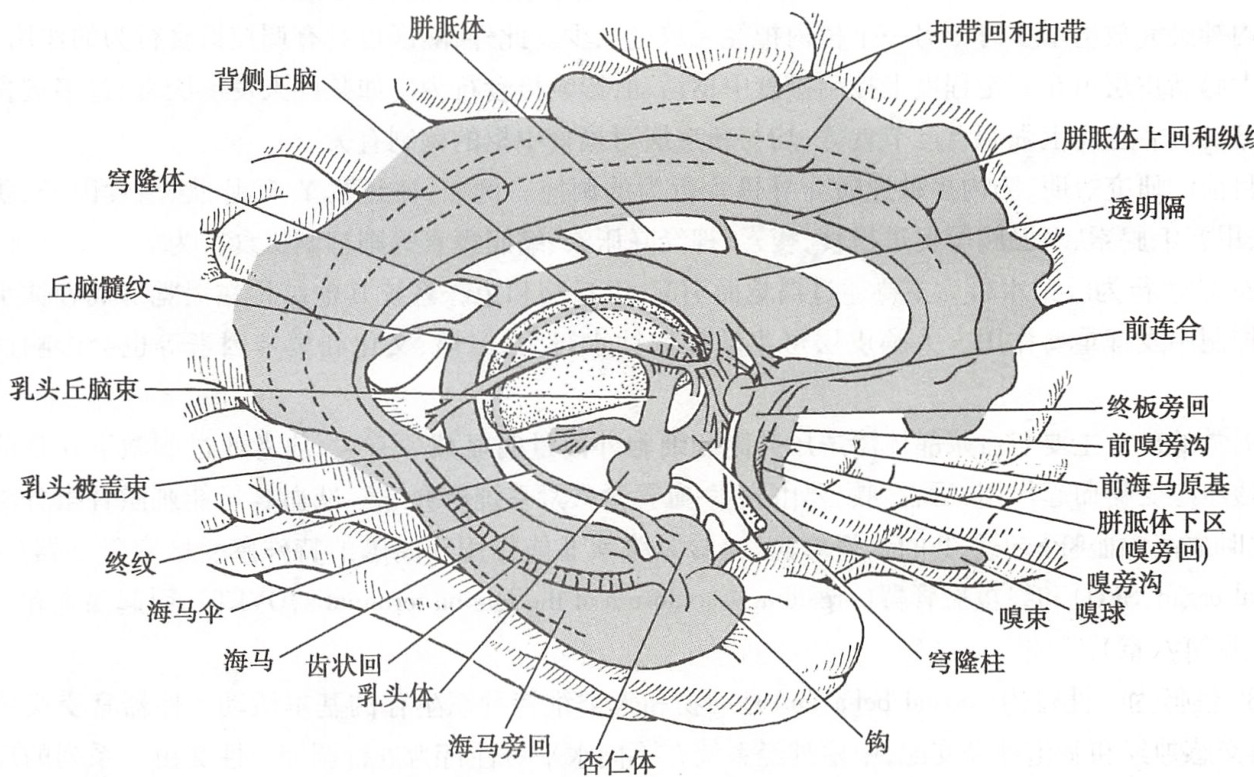 胼胝体
扣带回和扣带
背侧丘脑
胼胝体上回和纵纹
穹隆体
透明隔
丘脑髓纹
前连合
乳头丘脑束
终板旁回
前嗅旁沟
乳头被盖束
前海马原基
胼胝体下区
(嗅旁回)
终纹
嗅旁沟
海马伞
嗅束
嗅球
海马
齿状回
穹隆柱
乳头体
海马旁回
钩
杏仁体